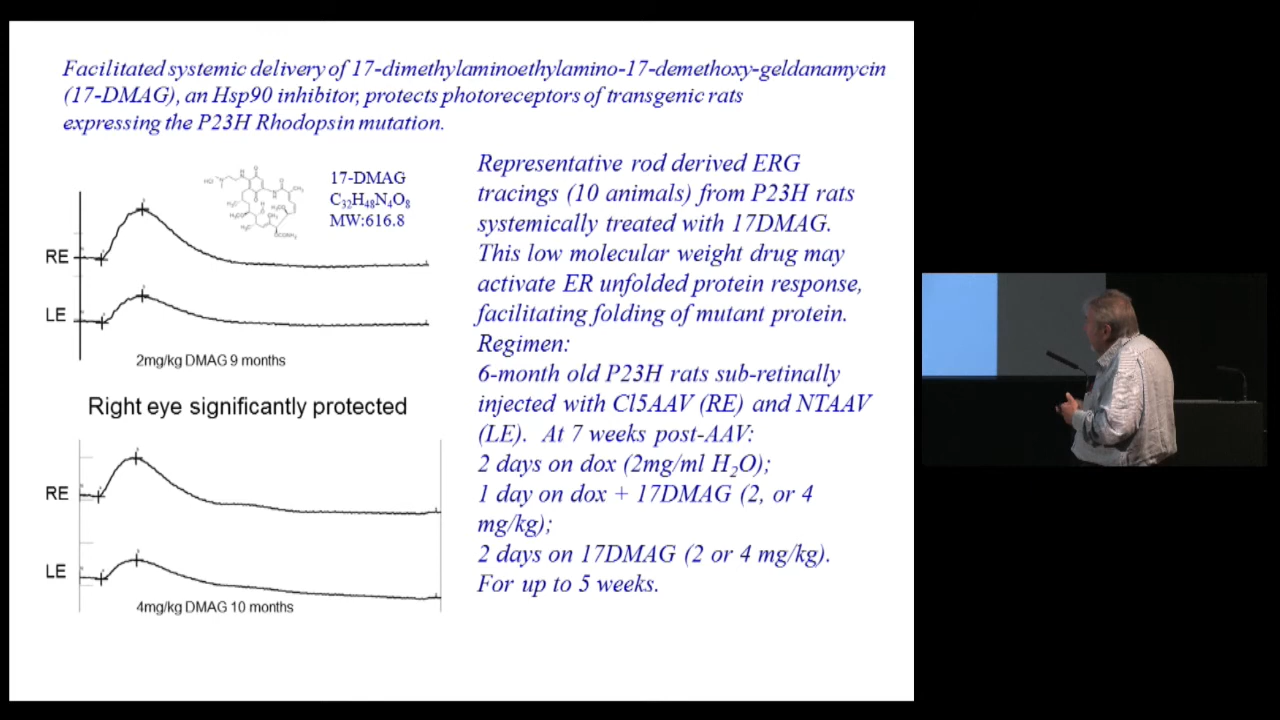 Facilitated systemic delivery of 17-dimethylaminoethylamino-17-demethoxy-geldanamycin
(17-DMAG), an Hsp90 inhibitor, protects photoreceptors of transgenic rats
expressing the P23H Rhodopsin mutation.
17-DMAG
C₃₂H₄₈N₄O₈
MW:616.8
RE
LE
2mg/kg DMAG 9 months
Right eye significantly protected
RE
LE
4mg/kg DMAG 10 months
Representative rod derived ERG
tracings (10 animals) from P23H rats
systemically treated with 17DMAG.
This low molecular weight drug may
activate ER unfolded protein response,
facilitating folding of mutant protein.
Regimen:
6-month old P23H rats sub-retinally
injected with Cl5AAV (RE) and NTAAV
(LE). At 7 weeks post-AAV:
2 days on dox (2mg/ml H₂O);
1 day on dox + 17DMAG (2, or 4
mg/kg);
2 days on 17DMAG (2 or 4 mg/kg).
For up to 5 weeks.